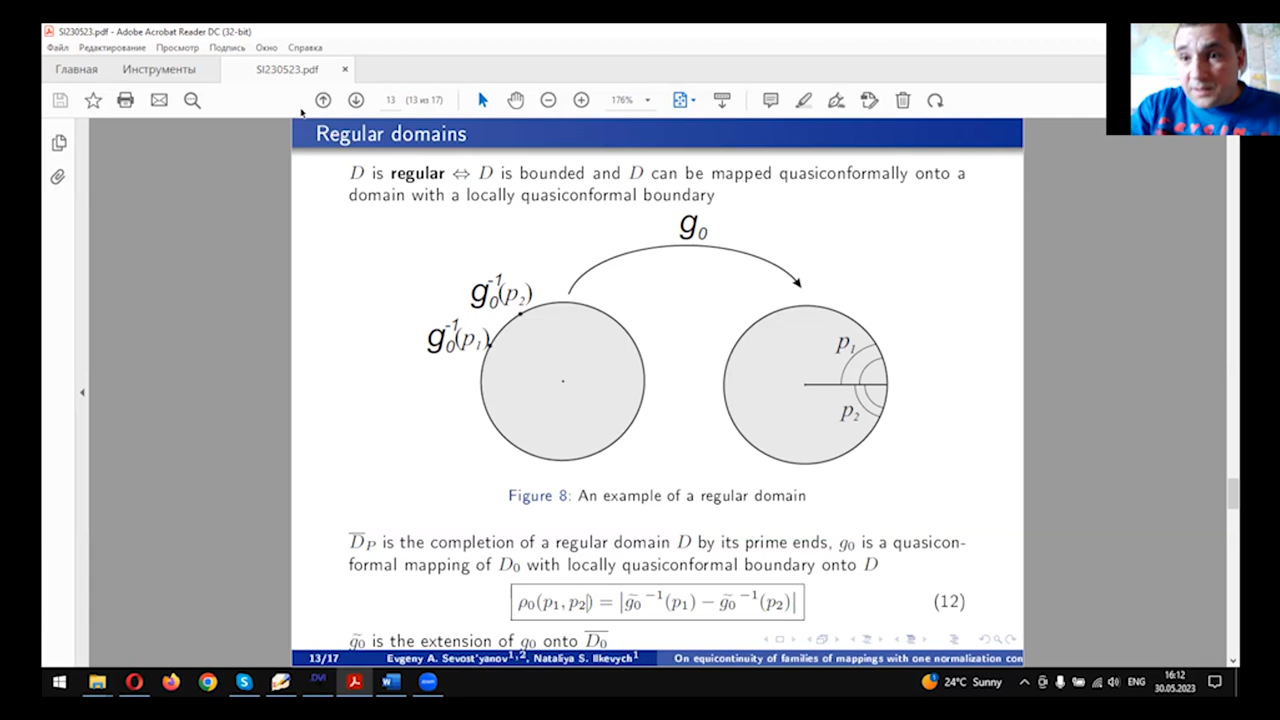 SI230523.pdf - Adobe Acrobat Reader DC (32-bit)
Файл Редактирование Просмотр Подпись Окно Справка
Главная Инструменты SI230523.pdf ×
13 (13 из 17) 176%
Regular domains
D is regular ⇔ D is bounded and D can be mapped quasiconformally onto a
domain with a locally quasiconformal boundary
g₀
g₀⁻¹(p₂)
g₀⁻¹(p₁)
p₁
p₂
Figure 8: An example of a regular domain
D̅_P is the completion of a regular domain D by its prime ends, g₀ is a quasicon-
formal mapping of D₀ with locally quasiconformal boundary onto D
ρ₀(p₁, p₂) = |g̃₀⁻¹(p₁) − g̃₀⁻¹(p₂)| (12)
g̃₀ is the extension of g₀ onto D̅₀
13/17 Evgeny A. Sevost'yanov¹,², Nataliya S. Ilkevych¹ On equicontinuity of families of mappings with one normalization con
.DVI 24°C Sunny ENG 16:12
30.05.2023